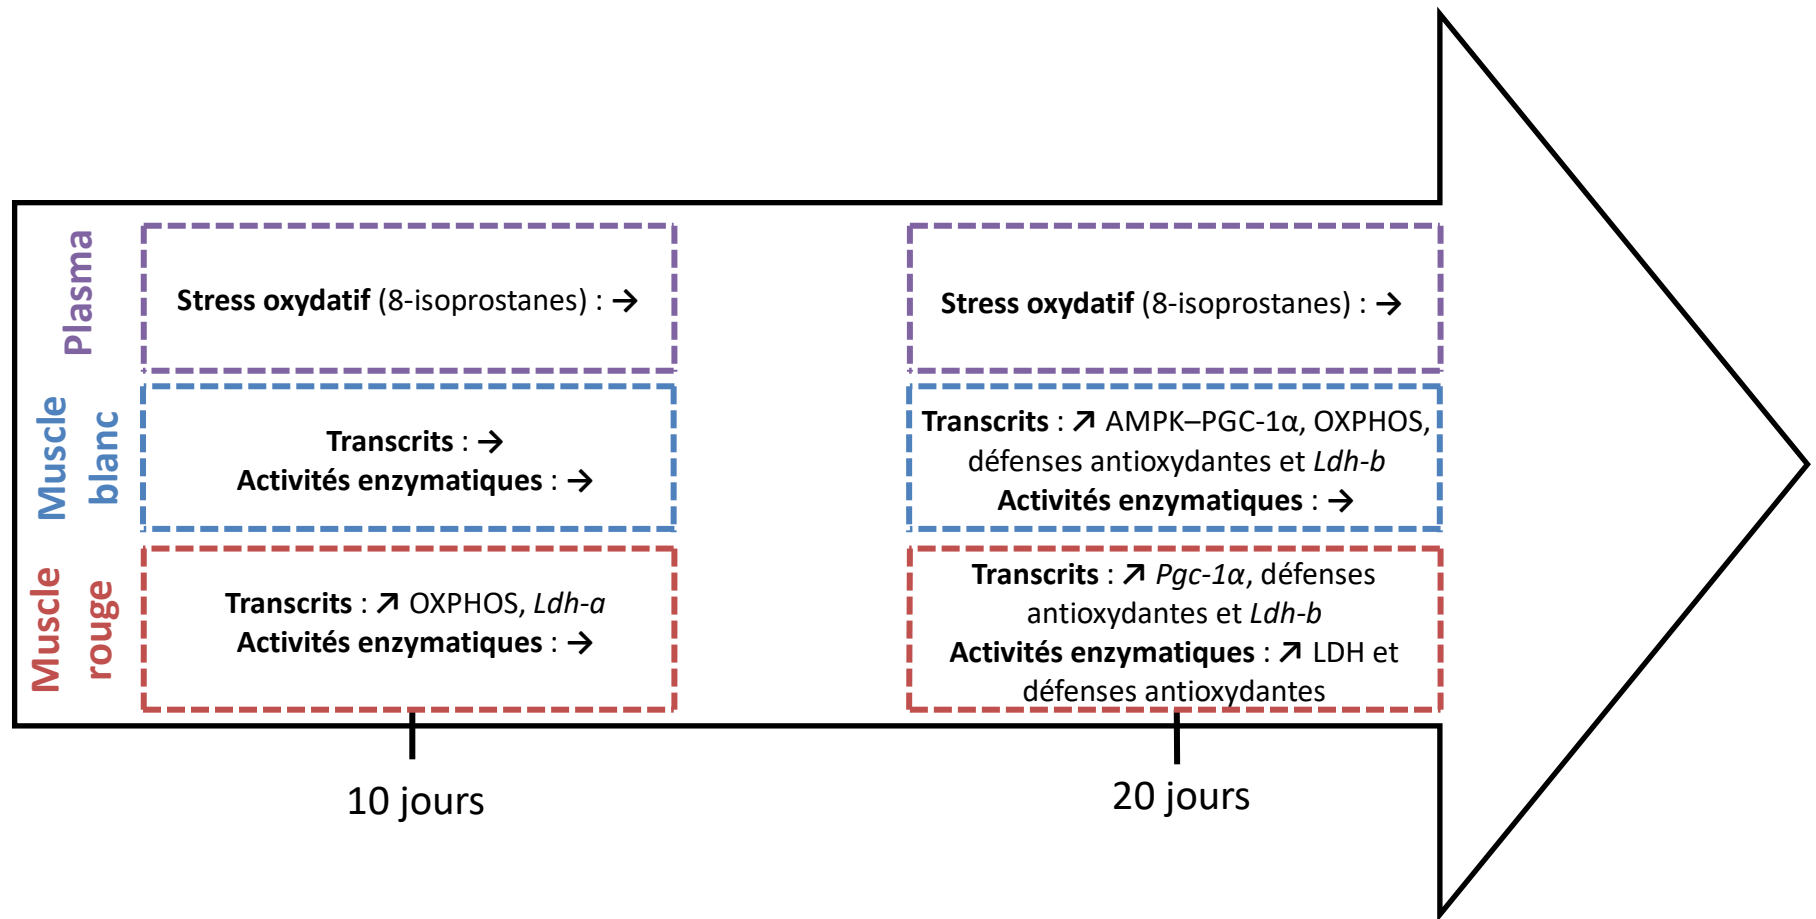 Plasma
Stress oxydatif (8-isoprostanes) : →
Stress oxydatif (8-isoprostanes) : →
Muscle
blanc
Transcrits : →
Activités enzymatiques : →
Transcrits : ↗ AMPK–PGC-1α, OXPHOS,
défenses antioxydantes et Ldh-b
Activités enzymatiques : →
Muscle
rouge
Transcrits : ↗ OXPHOS, Ldh-a
Activités enzymatiques : →
Transcrits : ↗ Pgc-1α, défenses
antioxydantes et Ldh-b
Activités enzymatiques : ↗ LDH et
défenses antioxydantes
10 jours
20 jours